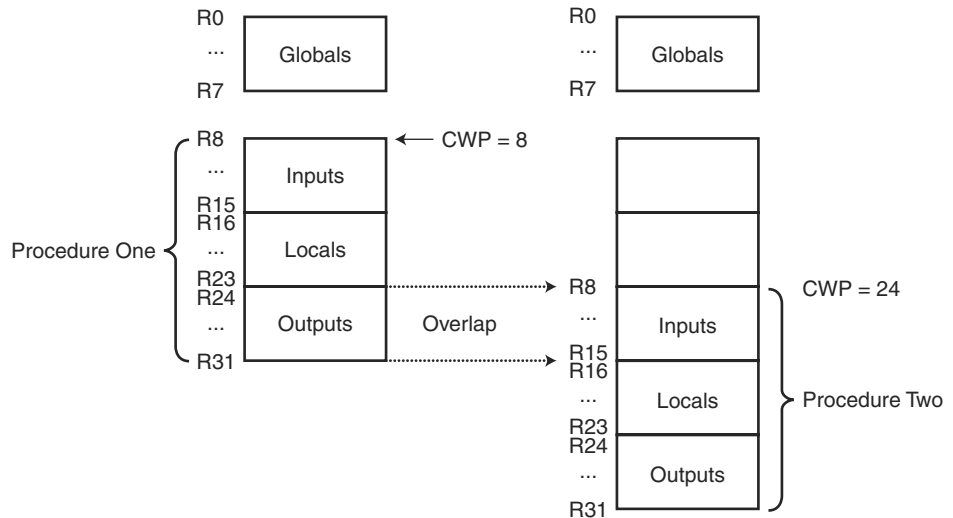 R0
...
R7
Globals
R8
...
R15
R16
...
R23
R24
...
R31
Inputs
Locals
Outputs
Procedure One
CWP = 8
Overlap
R0
...
R7
Globals
R8
...
R15
R16
...
R23
R24
...
R31
Inputs
Locals
Outputs
CWP = 24
Procedure Two